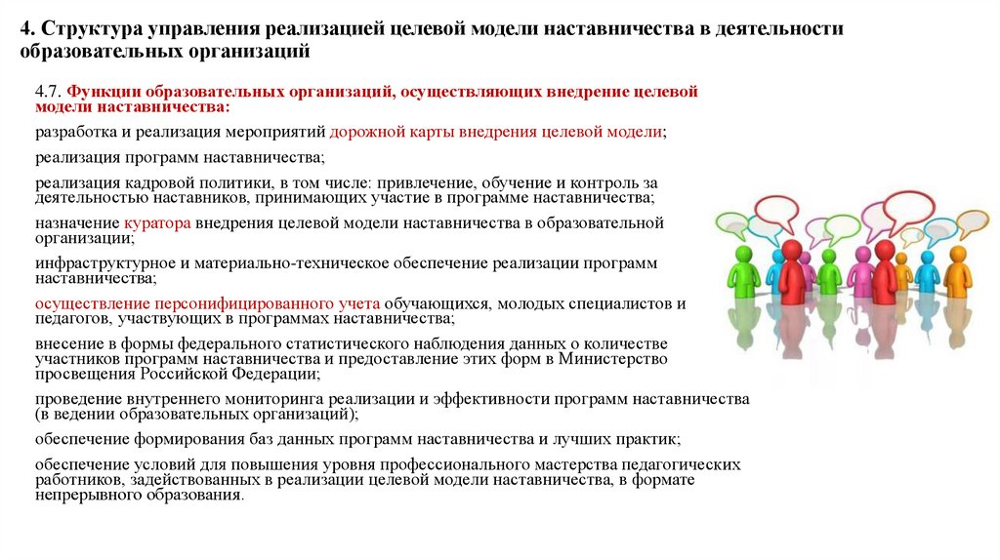 4. Структура управления реализацией целевой модели наставничества в деятельности
образовательных организаций
4.7. Функции образовательных организаций, осуществляющих внедрение целевой
модели наставничества:
разработка и реализация мероприятий дорожной карты внедрения целевой модели;
реализация программ наставничества;
реализация кадровой политики, в том числе: привлечение, обучение и контроль за
деятельностью наставников, принимающих участие в программе наставничества;
назначение куратора внедрения целевой модели наставничества в образовательной
организации;
инфраструктурное и материально-техническое обеспечение реализации программ
наставничества;
осуществление персонифицированного учета обучающихся, молодых специалистов и
педагогов, участвующих в программах наставничества;
внесение в формы федерального статистического наблюдения данных о количестве
участников программ наставничества и предоставление этих форм в Министерство
просвещения Российской Федерации;
проведение внутреннего мониторинга реализации и эффективности программ наставничества
(в ведении образовательных организаций);
обеспечение формирования баз данных программ наставничества и лучших практик;
обеспечение условий для повышения уровня профессионального мастерства педагогических
работников, задействованных в реализации целевой модели наставничества, в формате
непрерывного образования.